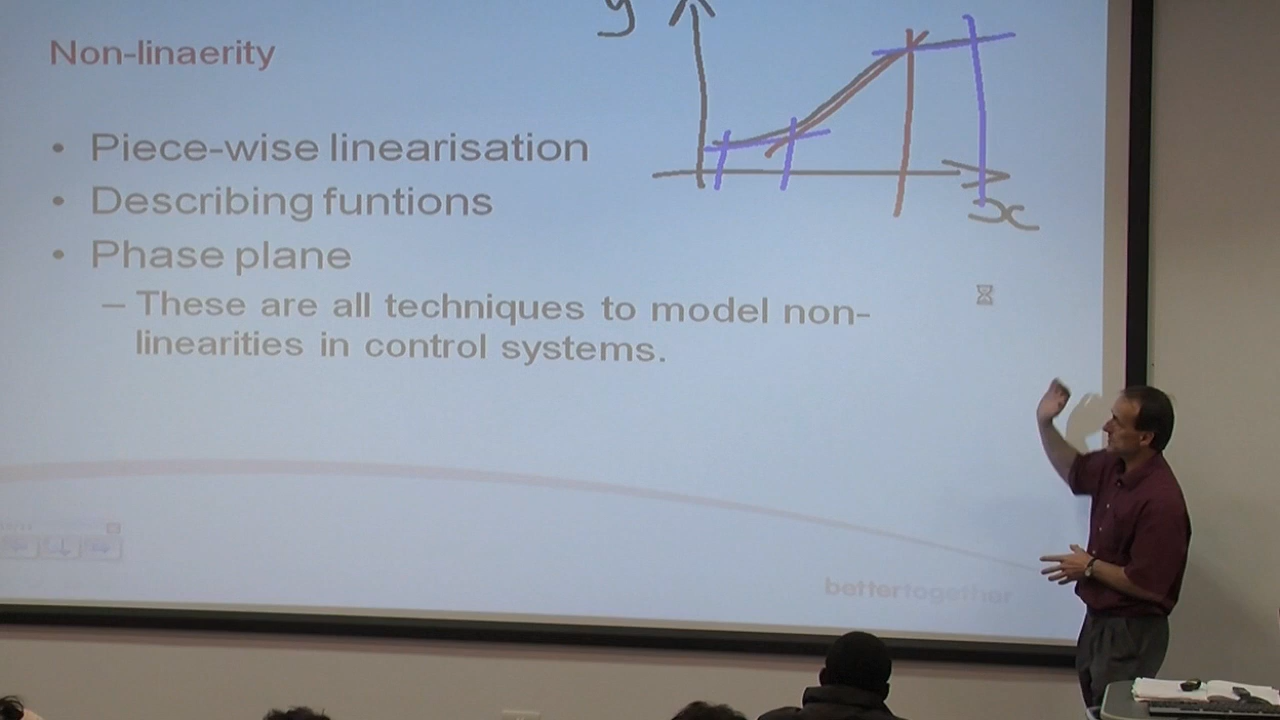 y
Non-linaerity
• Piece-wise linearisation
• Describing funtions
• Phase plane
x
– These are all techniques to model non-
linearities in control systems.
bettertogether